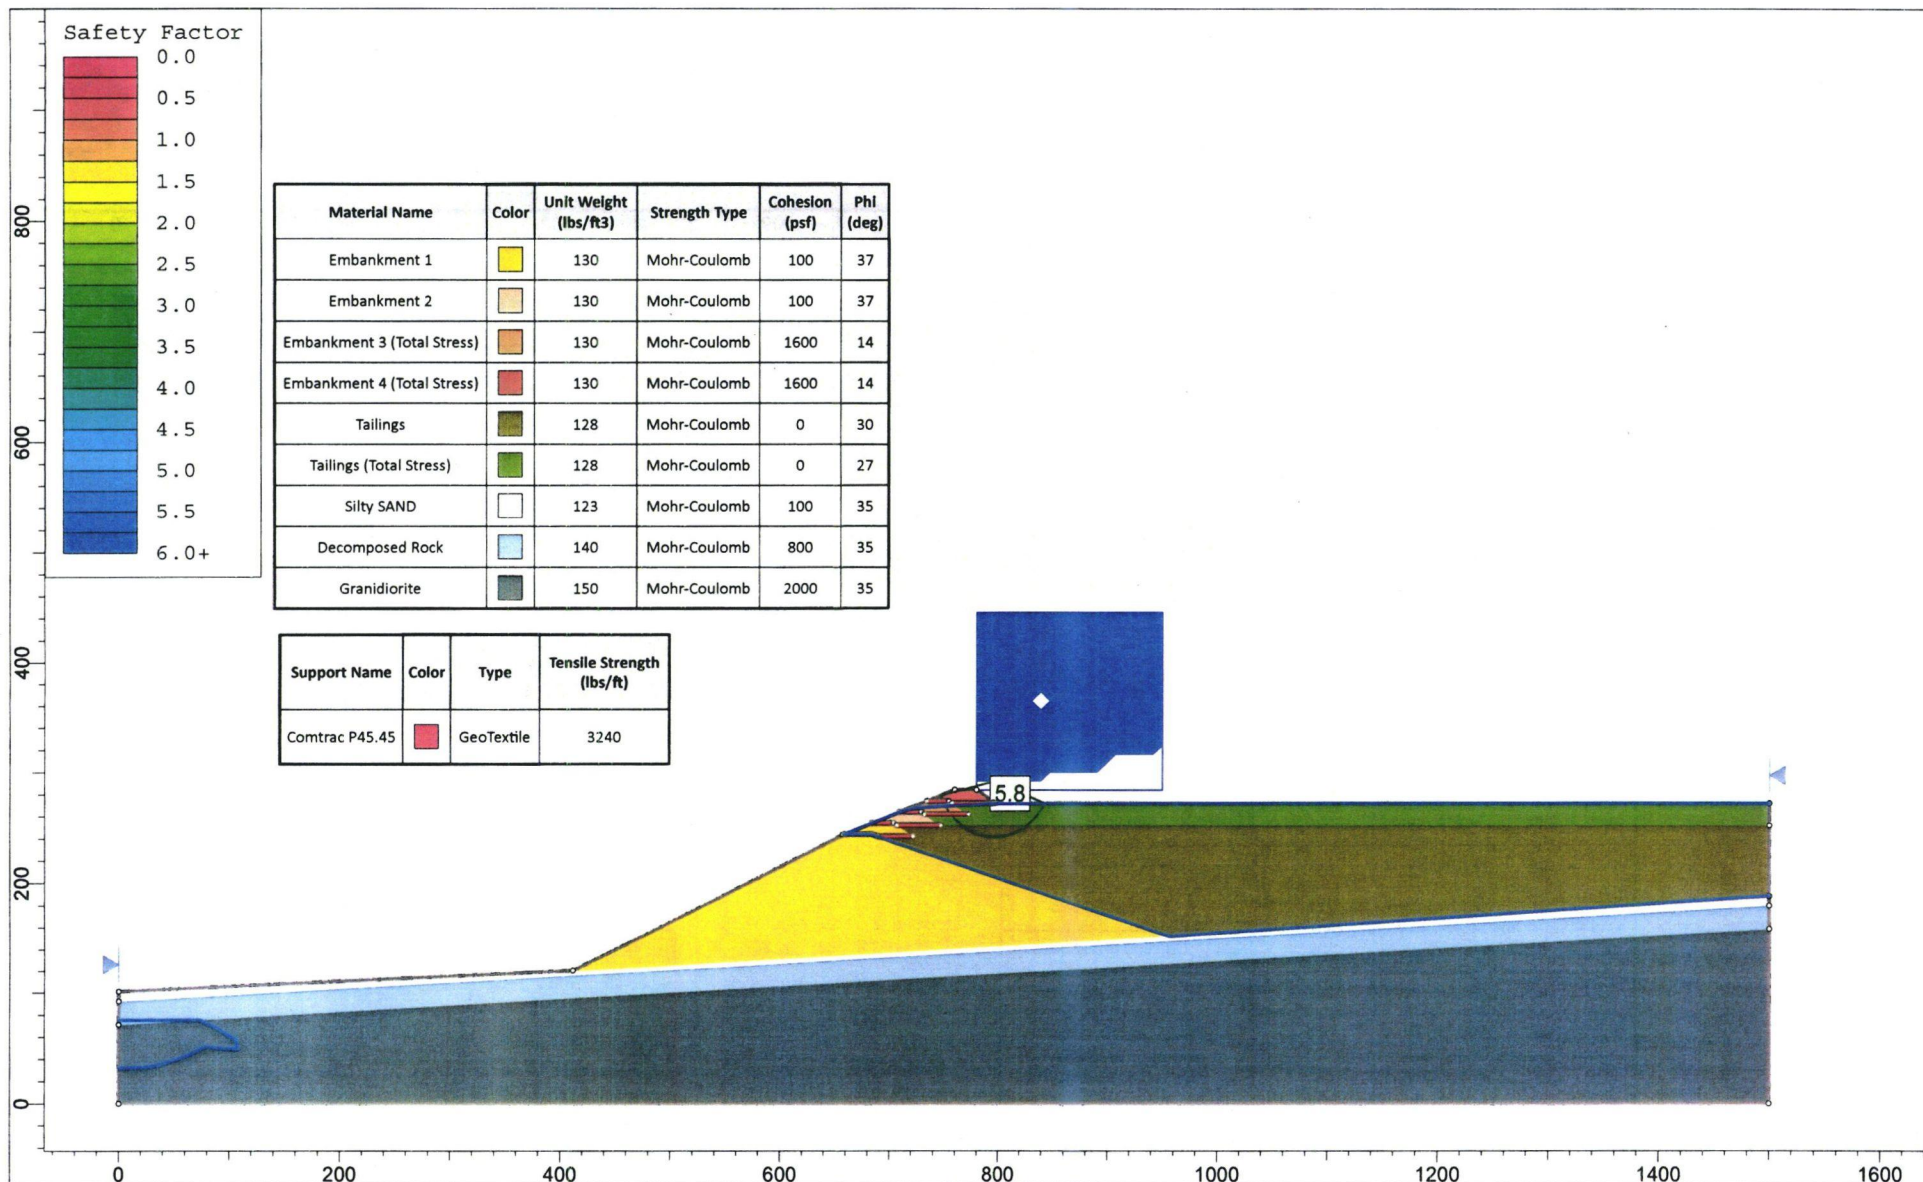 Safety Factor
0.0
0.5
1.0
1.5
2.0
2.5
3.0
3.5
4.0
4.5
5.0
5.5
6.0+
Material Name Color Unit Weight (lbs/ft3) Strength Type Cohesion (psf) Phi (deg)
Embankment 1 130 Mohr-Coulomb 100 37
Embankment 2 130 Mohr-Coulomb 100 37
Embankment 3 (Total Stress) 130 Mohr-Coulomb 1600 14
Embankment 4 (Total Stress) 130 Mohr-Coulomb 1600 14
Tailings 128 Mohr-Coulomb 0 30
Tailings (Total Stress) 128 Mohr-Coulomb 0 27
Silty SAND 123 Mohr-Coulomb 100 35
Decomposed Rock 140 Mohr-Coulomb 800 35
Granidiorite 150 Mohr-Coulomb 2000 35
Support Name Color Type Tensile Strength (lbs/ft)
Comtrac P45.45 GeoTextile 3240
5.8
800
600
400
200
0
0 200 400 600 800 1000 1200 1400 1600